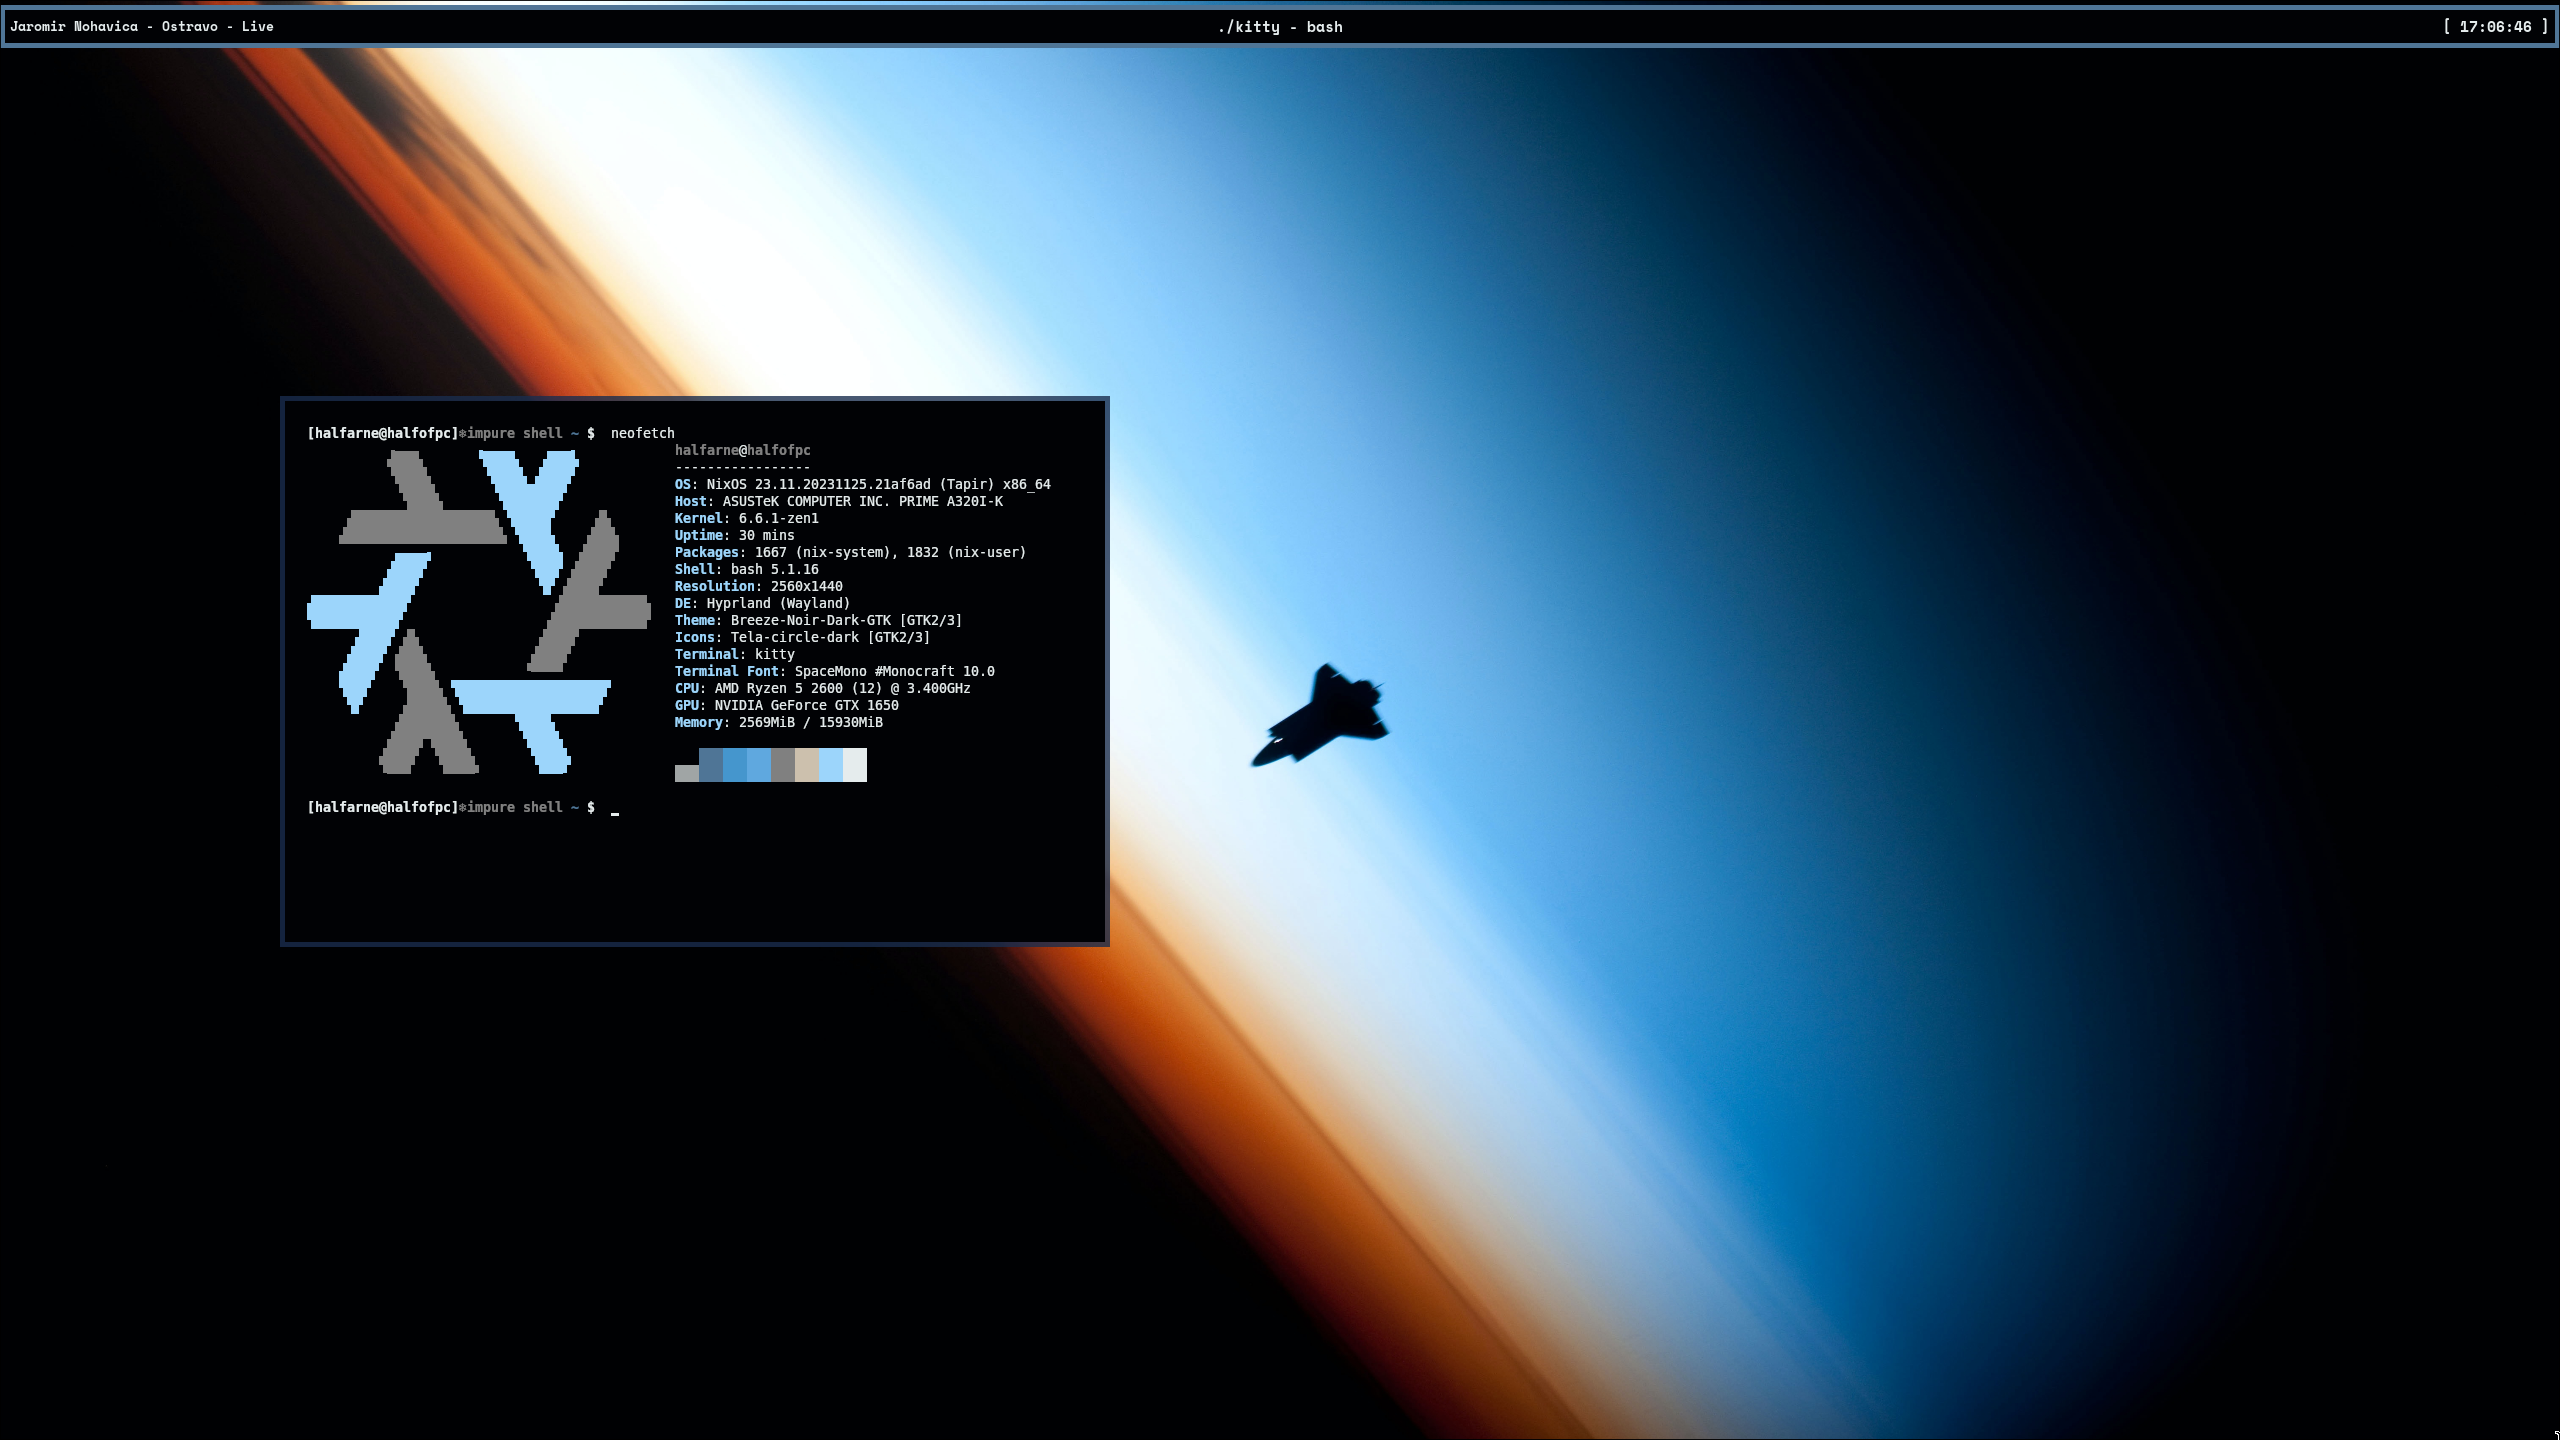 Jaromir Nohavica - Ostravo - Live
./kitty - bash
[ 17:06:46 ]
[halfarne@halfofpc]❄impure shell ~ $  neofetch
halfarne@halfofpc
-----------------
OS: NixOS 23.11.20231125.21af6ad (Tapir) x86_64
Host: ASUSTeK COMPUTER INC. PRIME A320I-K
Kernel: 6.6.1-zen1
Uptime: 30 mins
Packages: 1667 (nix-system), 1832 (nix-user)
Shell: bash 5.1.16
Resolution: 2560x1440
DE: Hyprland (Wayland)
Theme: Breeze-Noir-Dark-GTK [GTK2/3]
Icons: Tela-circle-dark [GTK2/3]
Terminal: kitty
Terminal Font: SpaceMono #Monocraft 10.0
CPU: AMD Ryzen 5 2600 (12) @ 3.400GHz
GPU: NVIDIA GeForce GTX 1650
Memory: 2569MiB / 15930MiB
[halfarne@halfofpc]❄impure shell ~ $  _